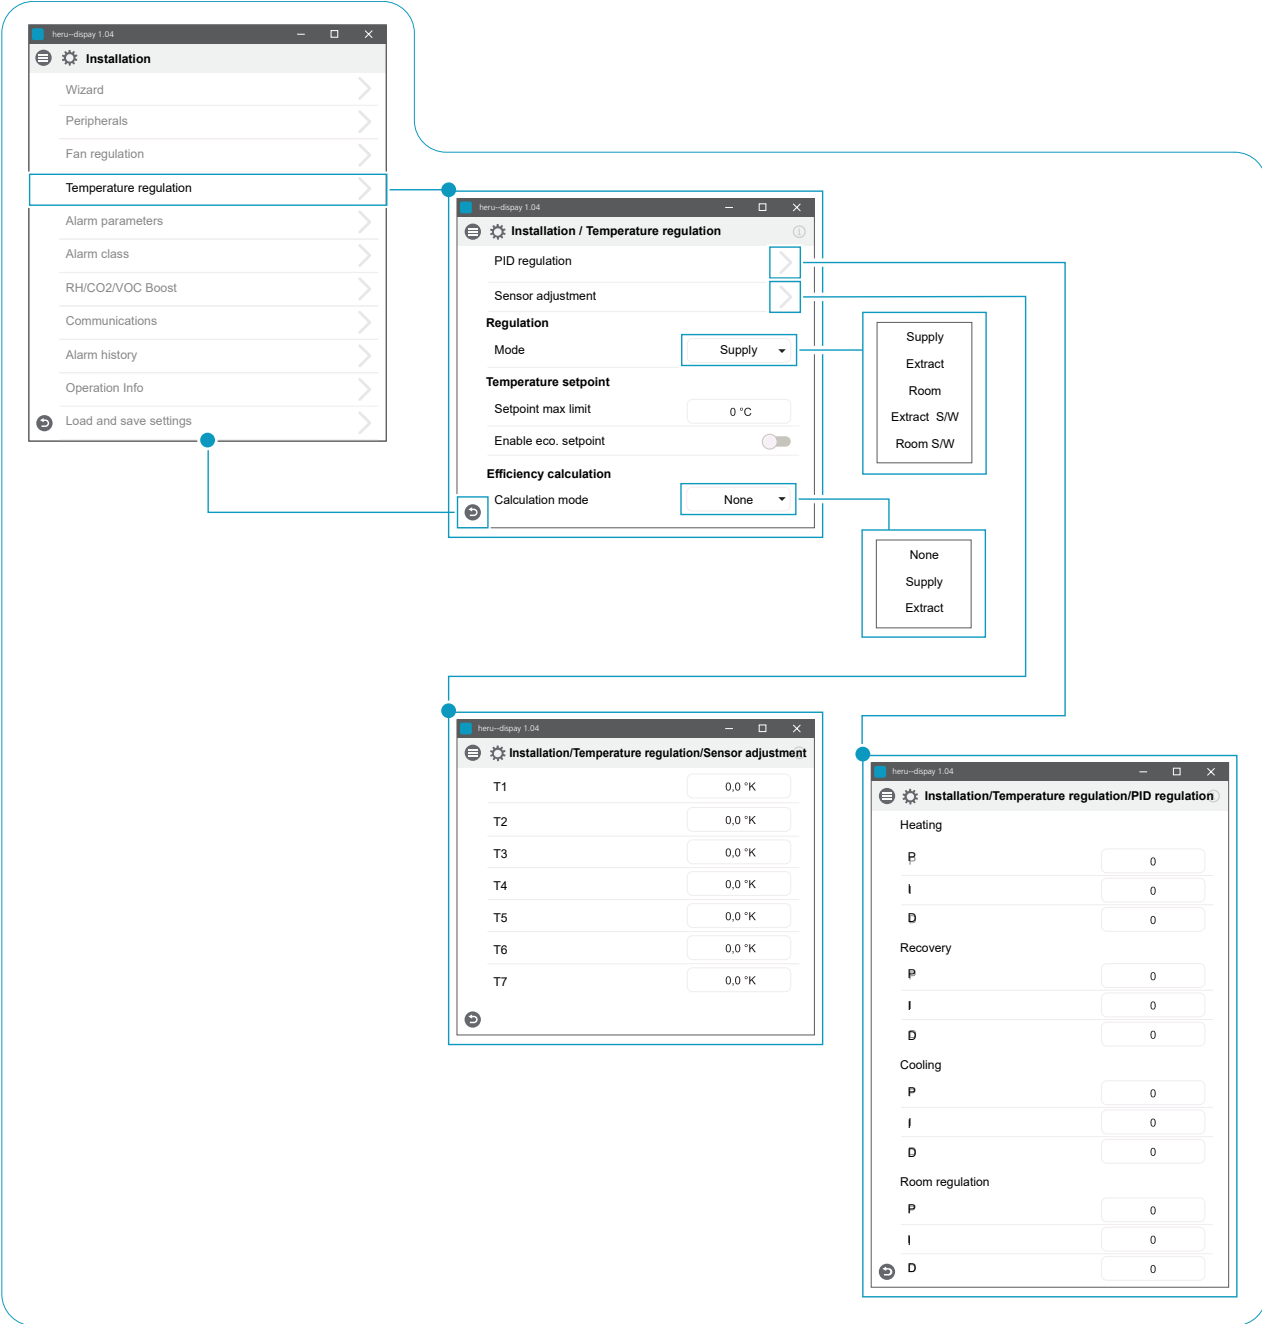 heru–dispay 1.04
Installation
Wizard
Peripherals
Fan regulation
Temperature regulation
Alarm parameters
Alarm class
RH/CO2/VOC Boost
Communications
Alarm history
Operation Info
Load and save settings
heru–dispay 1.04
Installation / Temperature regulation
PID regulation
Sensor adjustment
Regulation
Mode Supply
Temperature setpoint
Setpoint max limit 0 °C
Enable eco. setpoint
Efficiency calculation
Calculation mode None
Supply
Extract
Room
Extract S/W
Room S/W
None
Supply
Extract
heru–dispay 1.04
Installation/Temperature regulation/Sensor adjustment
T1 0,0 °K
T2 0,0 °K
T3 0,0 °K
T4 0,0 °K
T5 0,0 °K
T6 0,0 °K
T7 0,0 °K
heru–dispay 1.04
Installation/Temperature regulation/PID regulation
Heating
P 0
I 0
D 0
Recovery
P 0
I 0
D 0
Cooling
P 0
I 0
D 0
Room regulation
P 0
I 0
D 0